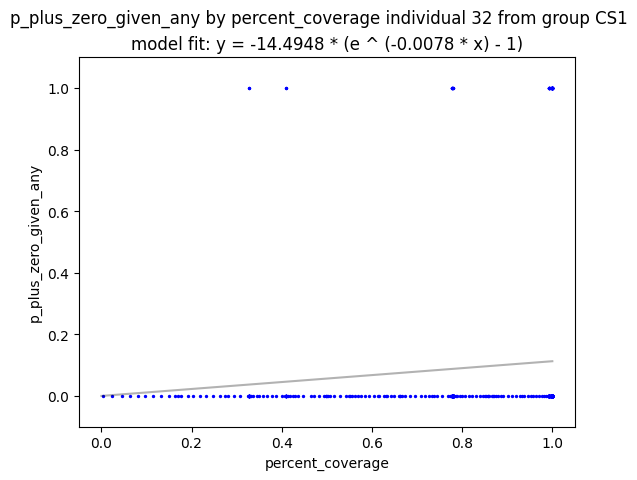 p_plus_zero_given_any by percent_coverage individual 32 from group CS1
model fit: y = -14.4948 * (e ^ (-0.0078 * x) - 1)
1.0
0.8
0.6
0.4
0.2
0.0
p_plus_zero_given_any
0.0 0.2 0.4 0.6 0.8 1.0
percent_coverage